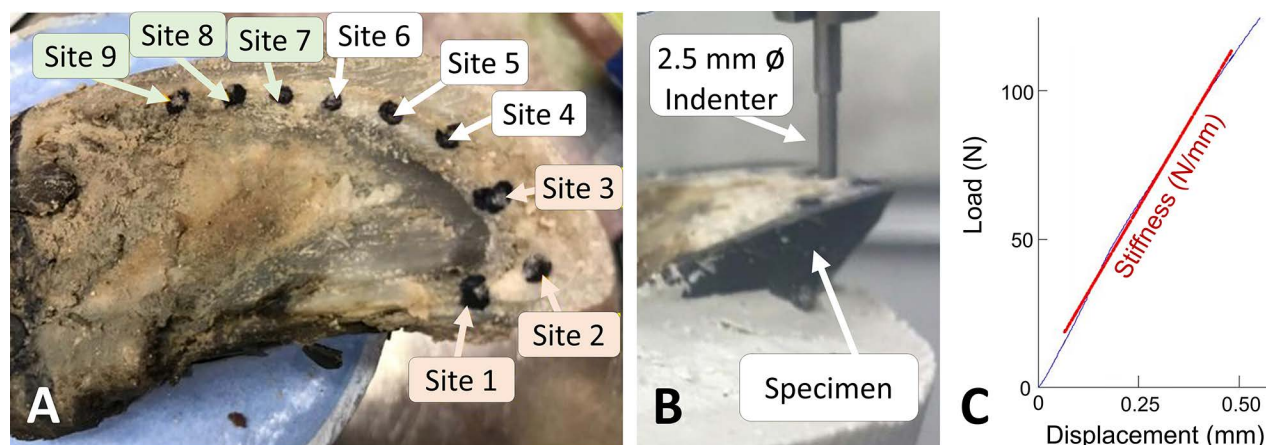 Site 9
Site 8
Site 7
Site 6
Site 5
Site 4
Site 3
Site 2
Site 1
A
2.5 mm ø
Indenter
Specimen
B
100
50
0
Load (N)
Stiffness (N/mm)
0
0.25
0.50
Displacement (mm)
C